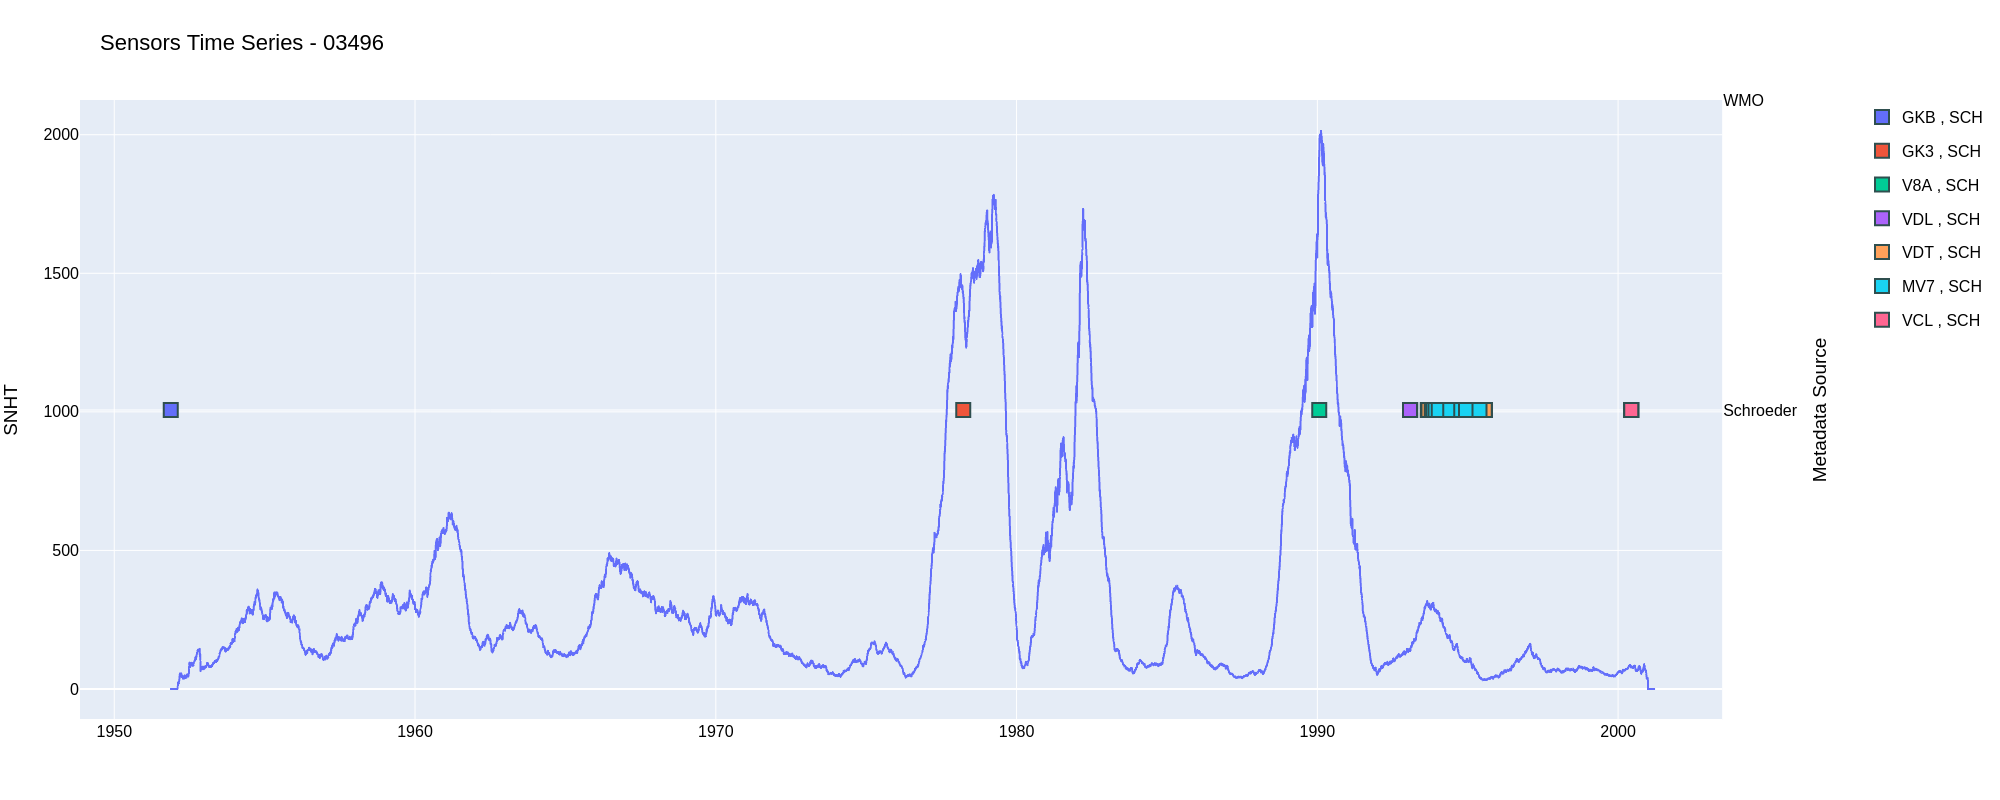 Sensors Time Series - 03496
WMO
Schroeder
Metadata Source
SNHT
2000
1500
1000
500
0
1950
1960
1970
1980
1990
2000
GKB , SCH
GK3 , SCH
V8A , SCH
VDL , SCH
VDT , SCH
MV7 , SCH
VCL , SCH